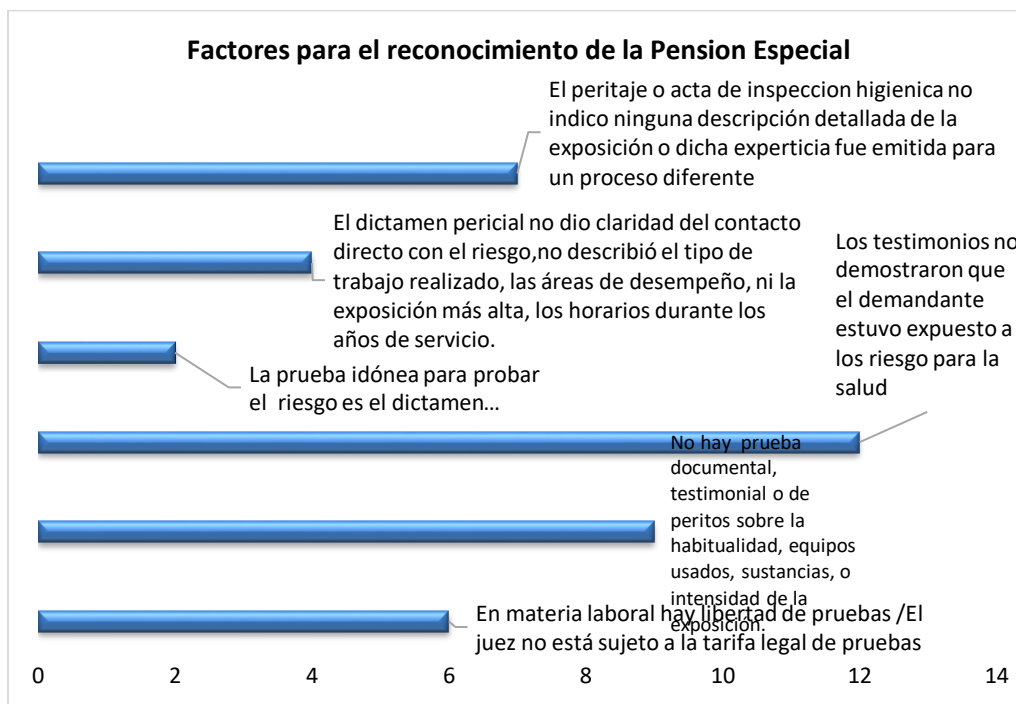 Factores para el reconocimiento de la Pension Especial
El peritaje o acta de inspeccion higienica no
indico ninguna descripción detallada de la
exposición o dicha experticia fue emitida para
un proceso diferente
El dictamen pericial no dio claridad del contacto
directo con el riesgo,no describió el tipo de
trabajo realizado, las áreas de desempeño, ni la
exposición más alta, los horarios durante los
años de servicio.
La prueba idónea para probar
el riesgo es el dictamen...
Los testimonios no
demostraron que
el demandante
estuvo expuesto a
los riesgo para la
salud
No hay prueba
documental,
testimonial o de
peritos sobre la
habitualidad, equipos
usados, sustancias, o
intensidad de la
exposición.
En materia laboral hay libertad de pruebas /El
juez no está sujeto a la tarifa legal de pruebas
0 2 4 6 8 10 12 14